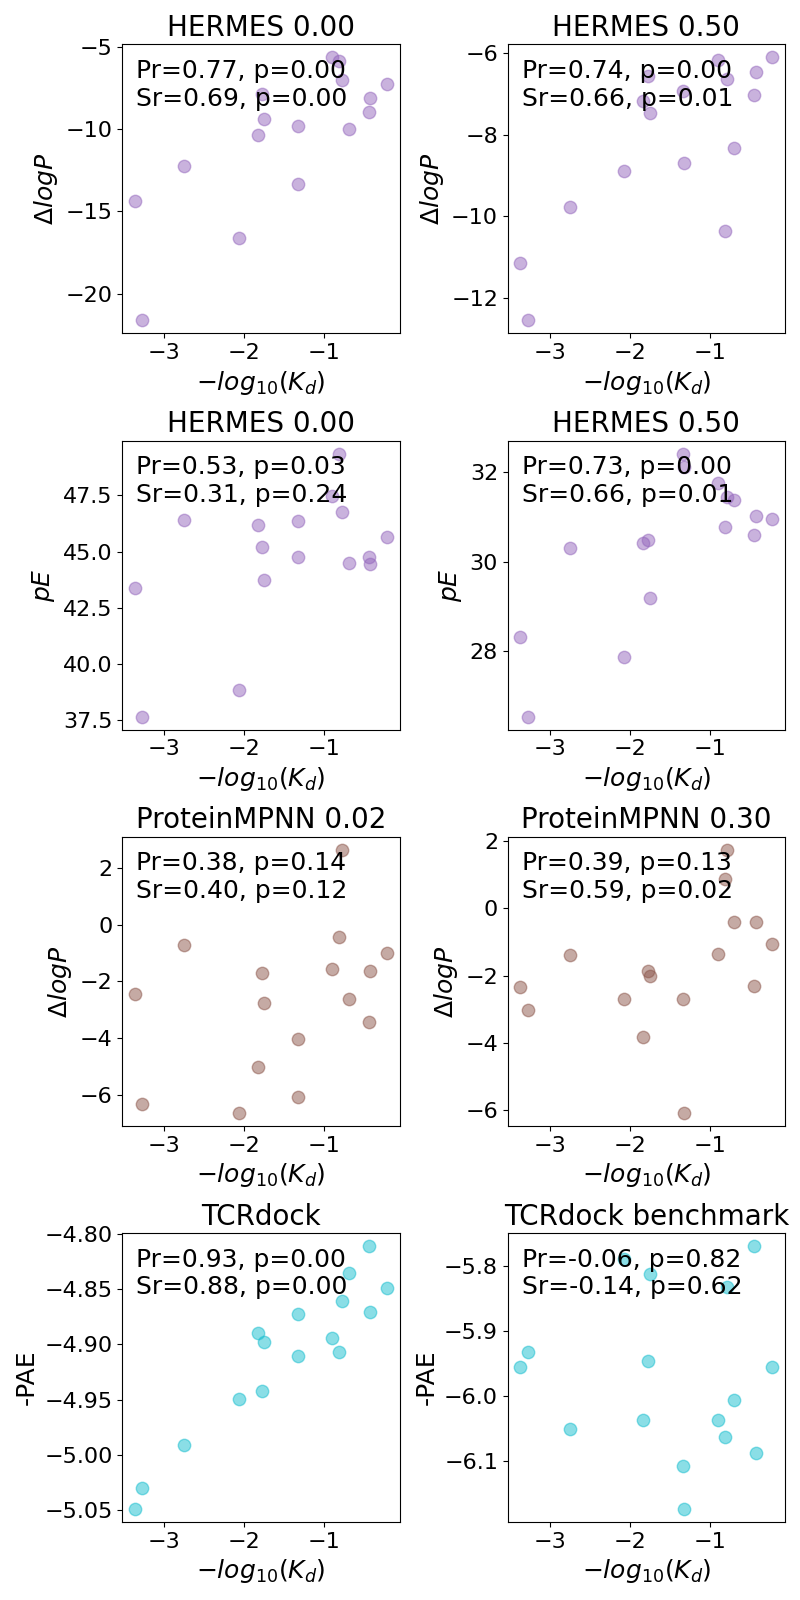 HERMES 0.00
HERMES 0.50
Pr=0.77, p=0.00
Sr=0.69, p=0.00
Pr=0.74, p=0.00
Sr=0.66, p=0.01
ΔlogP
−5
−10
−15
−20
ΔlogP
−6
−8
−10
−12
−3 −2 −1
−3 −2 −1
−log₁₀(K_d)
−log₁₀(K_d)
HERMES 0.00
HERMES 0.50
Pr=0.53, p=0.03
Sr=0.31, p=0.24
Pr=0.73, p=0.00
Sr=0.66, p=0.01
pE
47.5
45.0
42.5
40.0
37.5
pE
32
30
28
−3 −2 −1
−3 −2 −1
−log₁₀(K_d)
−log₁₀(K_d)
ProteinMPNN 0.02
ProteinMPNN 0.30
Pr=0.38, p=0.14
Sr=0.40, p=0.12
Pr=0.39, p=0.13
Sr=0.59, p=0.02
ΔlogP
2
0
−2
−4
−6
ΔlogP
2
0
−2
−4
−6
−3 −2 −1
−3 −2 −1
−log₁₀(K_d)
−log₁₀(K_d)
TCRdock
TCRdock benchmark
Pr=0.93, p=0.00
Sr=0.88, p=0.00
Pr=-0.06, p=0.82
Sr=-0.14, p=0.62
-PAE
−4.80
−4.85
−4.90
−4.95
−5.00
−5.05
-PAE
−5.8
−5.9
−6.0
−6.1
−3 −2 −1
−3 −2 −1
−log₁₀(K_d)
−log₁₀(K_d)